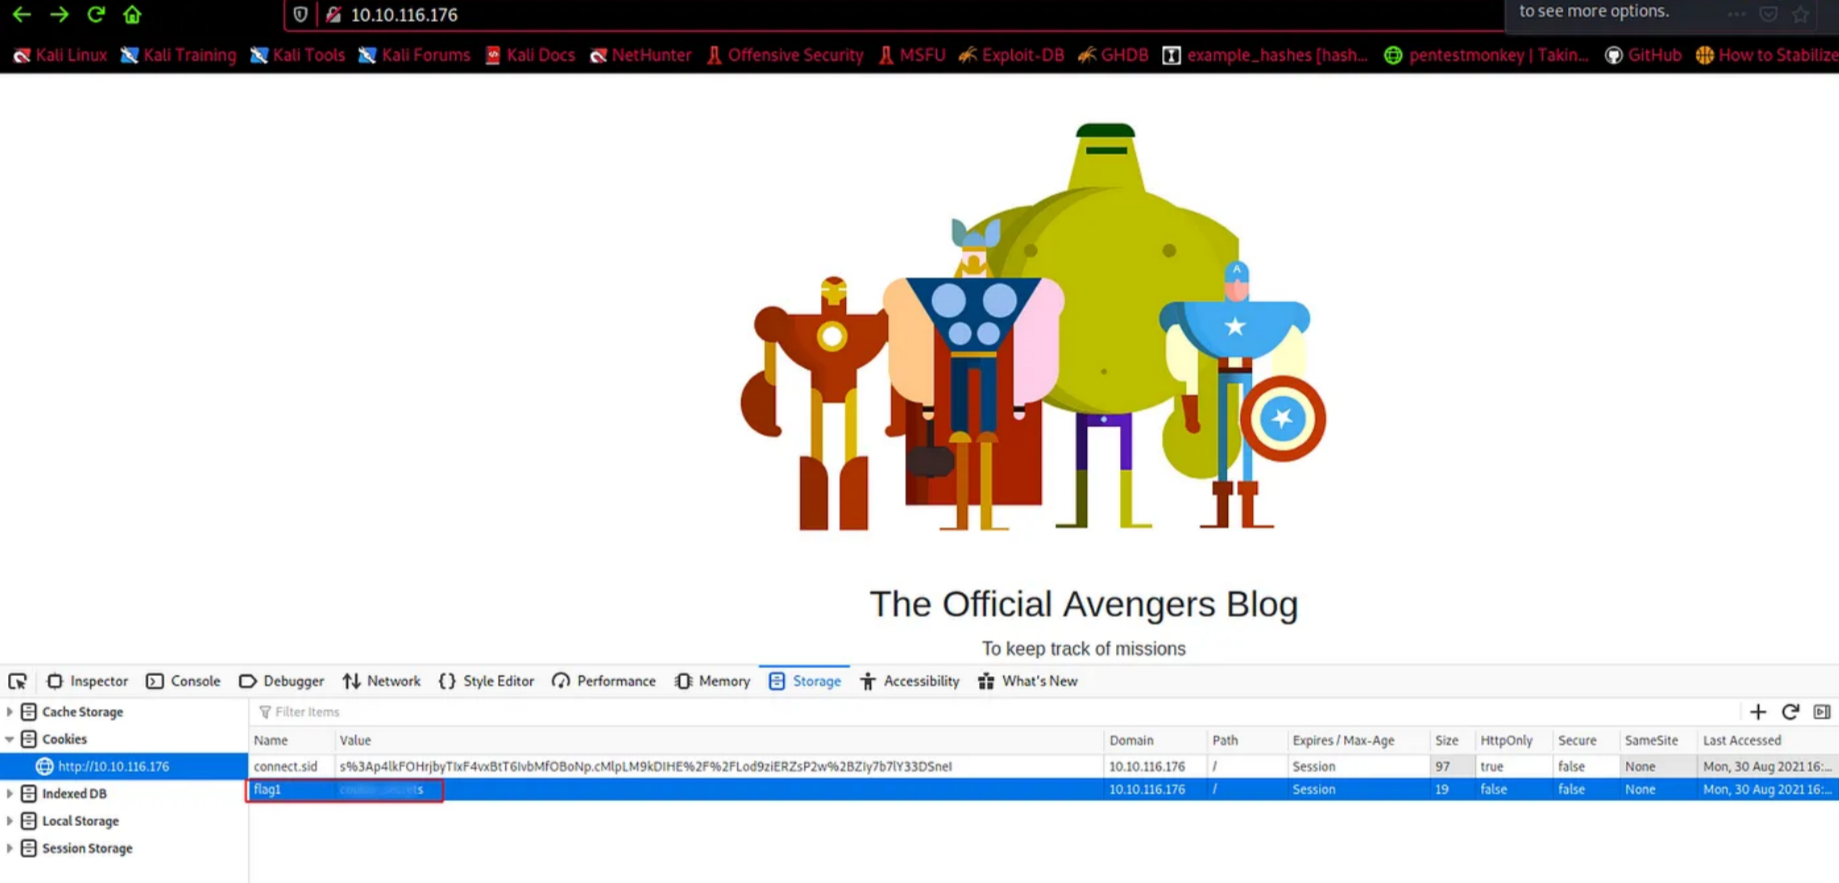 10.10.116.176
to see more options.
Kali Linux Kali Training Kali Tools Kali Forums Kali Docs NetHunter Offensive Security MSFU Exploit-DB GHDB example_hashes [hash... pentestmonkey | Takin... GitHub How to Stabilize
A
The Official Avengers Blog
To keep track of missions
Inspector Console Debugger Network Style Editor Performance Memory Storage Accessibility What's New
Cache Storage
Filter Items
Cookies
Name Value Domain Path Expires / Max-Age Size HttpOnly Secure SameSite Last Accessed
http://10.10.116.176
connect.sid 10.10.116.176 / Session 97 true false None Mon, 30 Aug 2021 16:...
flag1 10.10.116.176 / Session 19 false false None Mon, 30 Aug 2021 16:...
Indexed DB
Local Storage
Session Storage